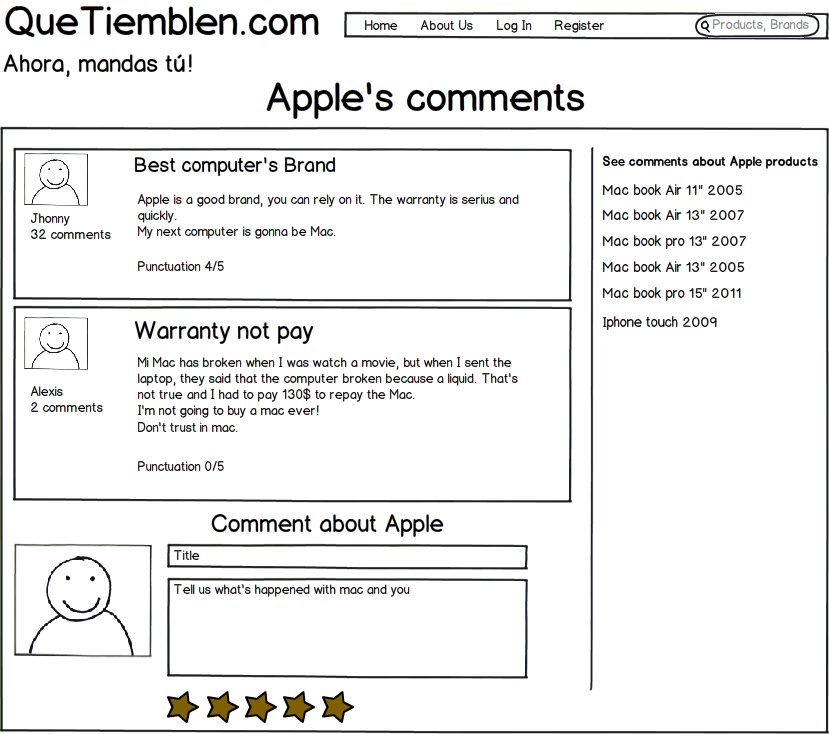 QueTiemblen.com
Home About Us Log In Register Products, Brands
Ahora, mandas tú!
Apple's comments
Best computer's Brand
Apple is a good brand, you can rely on it. The warranty is serius and
quickly.
My next computer is gonna be Mac.
Punctuation 4/5
Jhonny
32 comments
Warranty not pay
Mi Mac has broken when I was watch a movie, but when I sent the
laptop, they said that the computer broken because a liquid. That's
not true and I had to pay 130$ to repay the Mac.
I'm not going to buy a mac ever!
Don't trust in mac.
Punctuation 0/5
Alexis
2 comments
See comments about Apple products
Mac book Air 11" 2005
Mac book Air 13" 2007
Mac book pro 13" 2007
Mac book Air 13" 2005
Mac book pro 15" 2011
Iphone touch 2009
Comment about Apple
Title
Tell us what's happened with mac and you